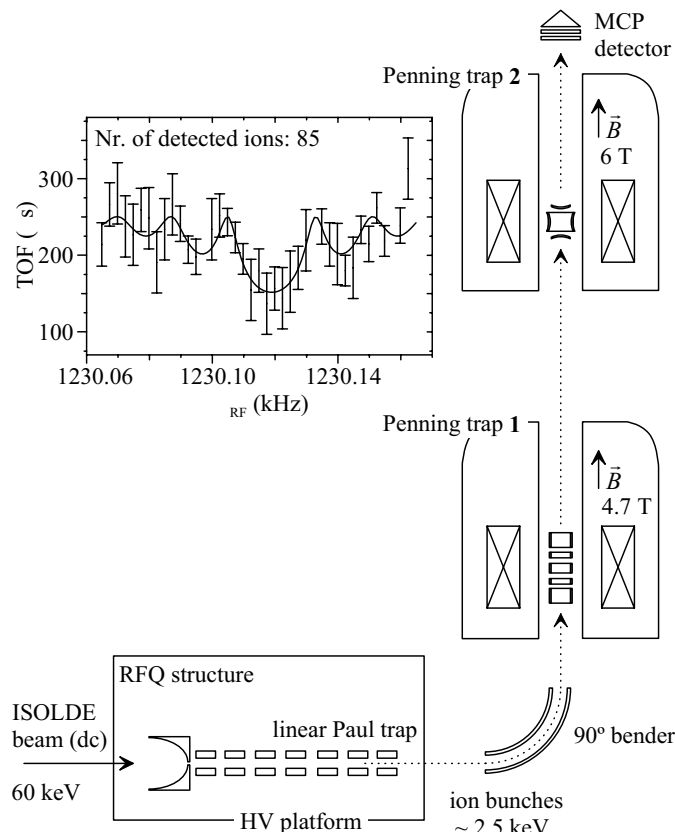 MCP
detector
Penning trap 2
B
6 T
Nr. of detected ions: 85
300
200
100
TOF ( s)
1230.06
1230.10
1230.14
RF (kHz)
Penning trap 1
B
4.7 T
RFQ structure
linear Paul trap
ISOLDE
beam (dc)
60 keV
HV platform
90º bender
ion bunches
~ 2.5 keV